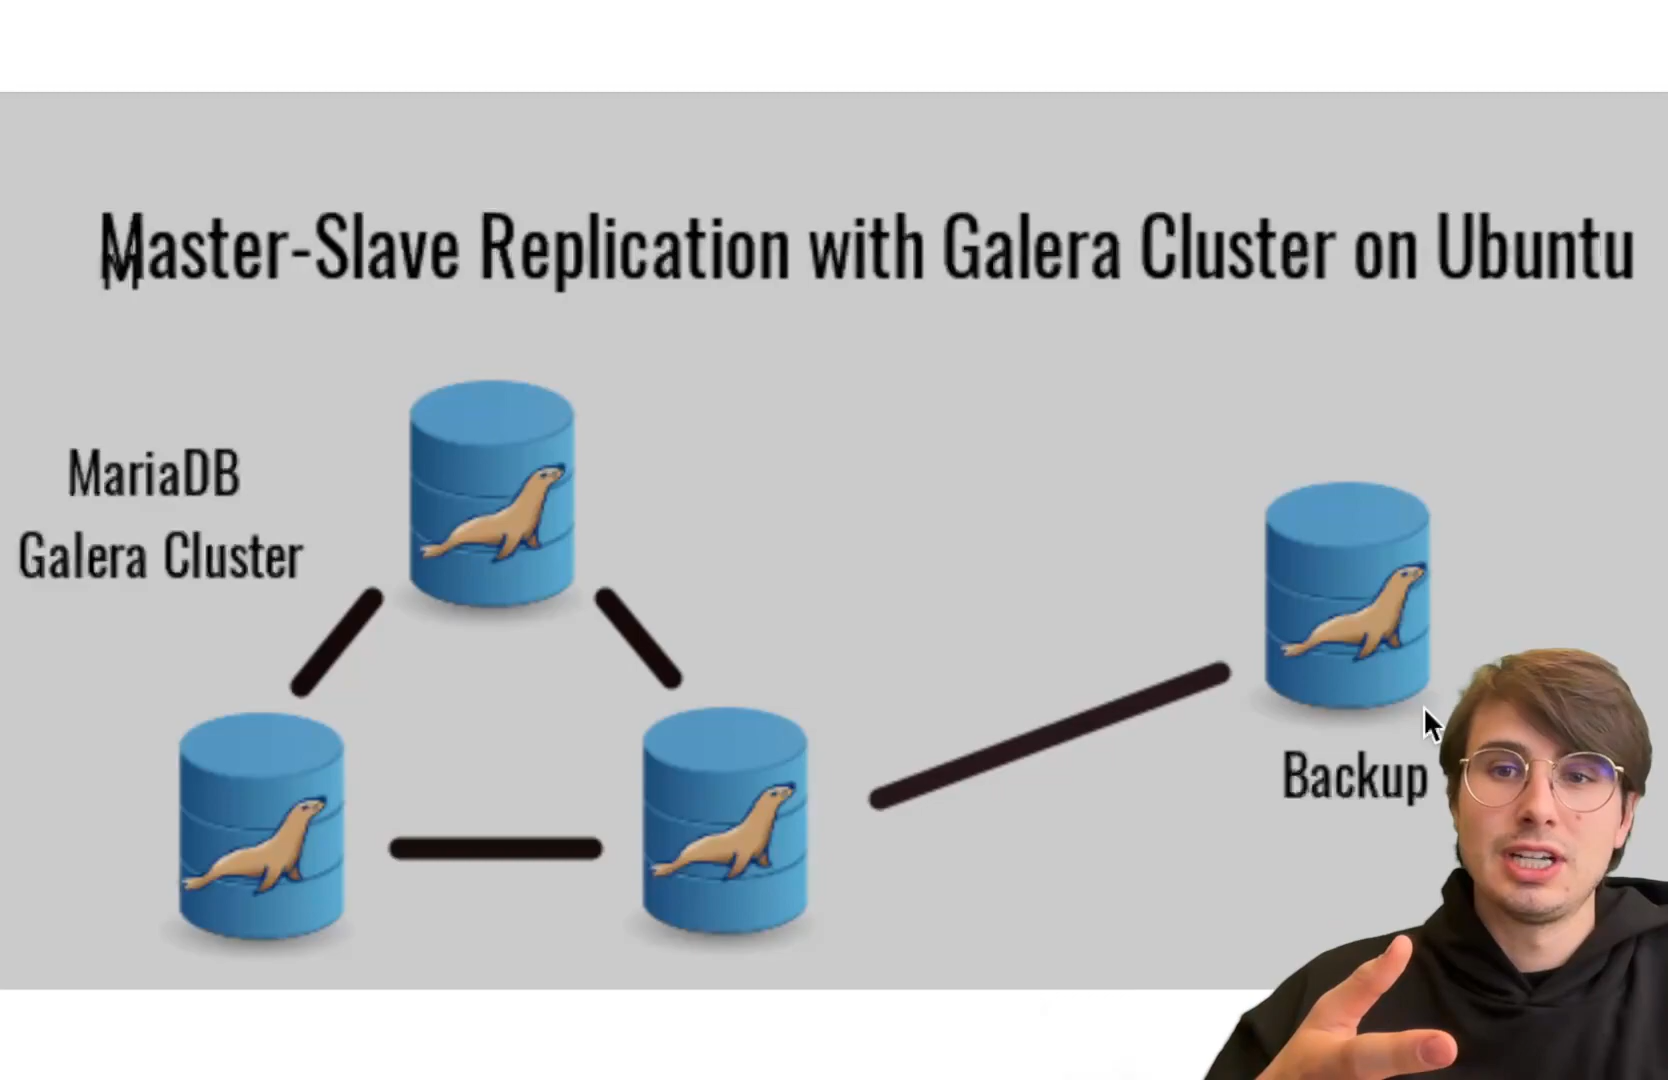 Master-Slave Replication with Galera Cluster on Ubuntu
MariaDB
Galera Cluster
Backup